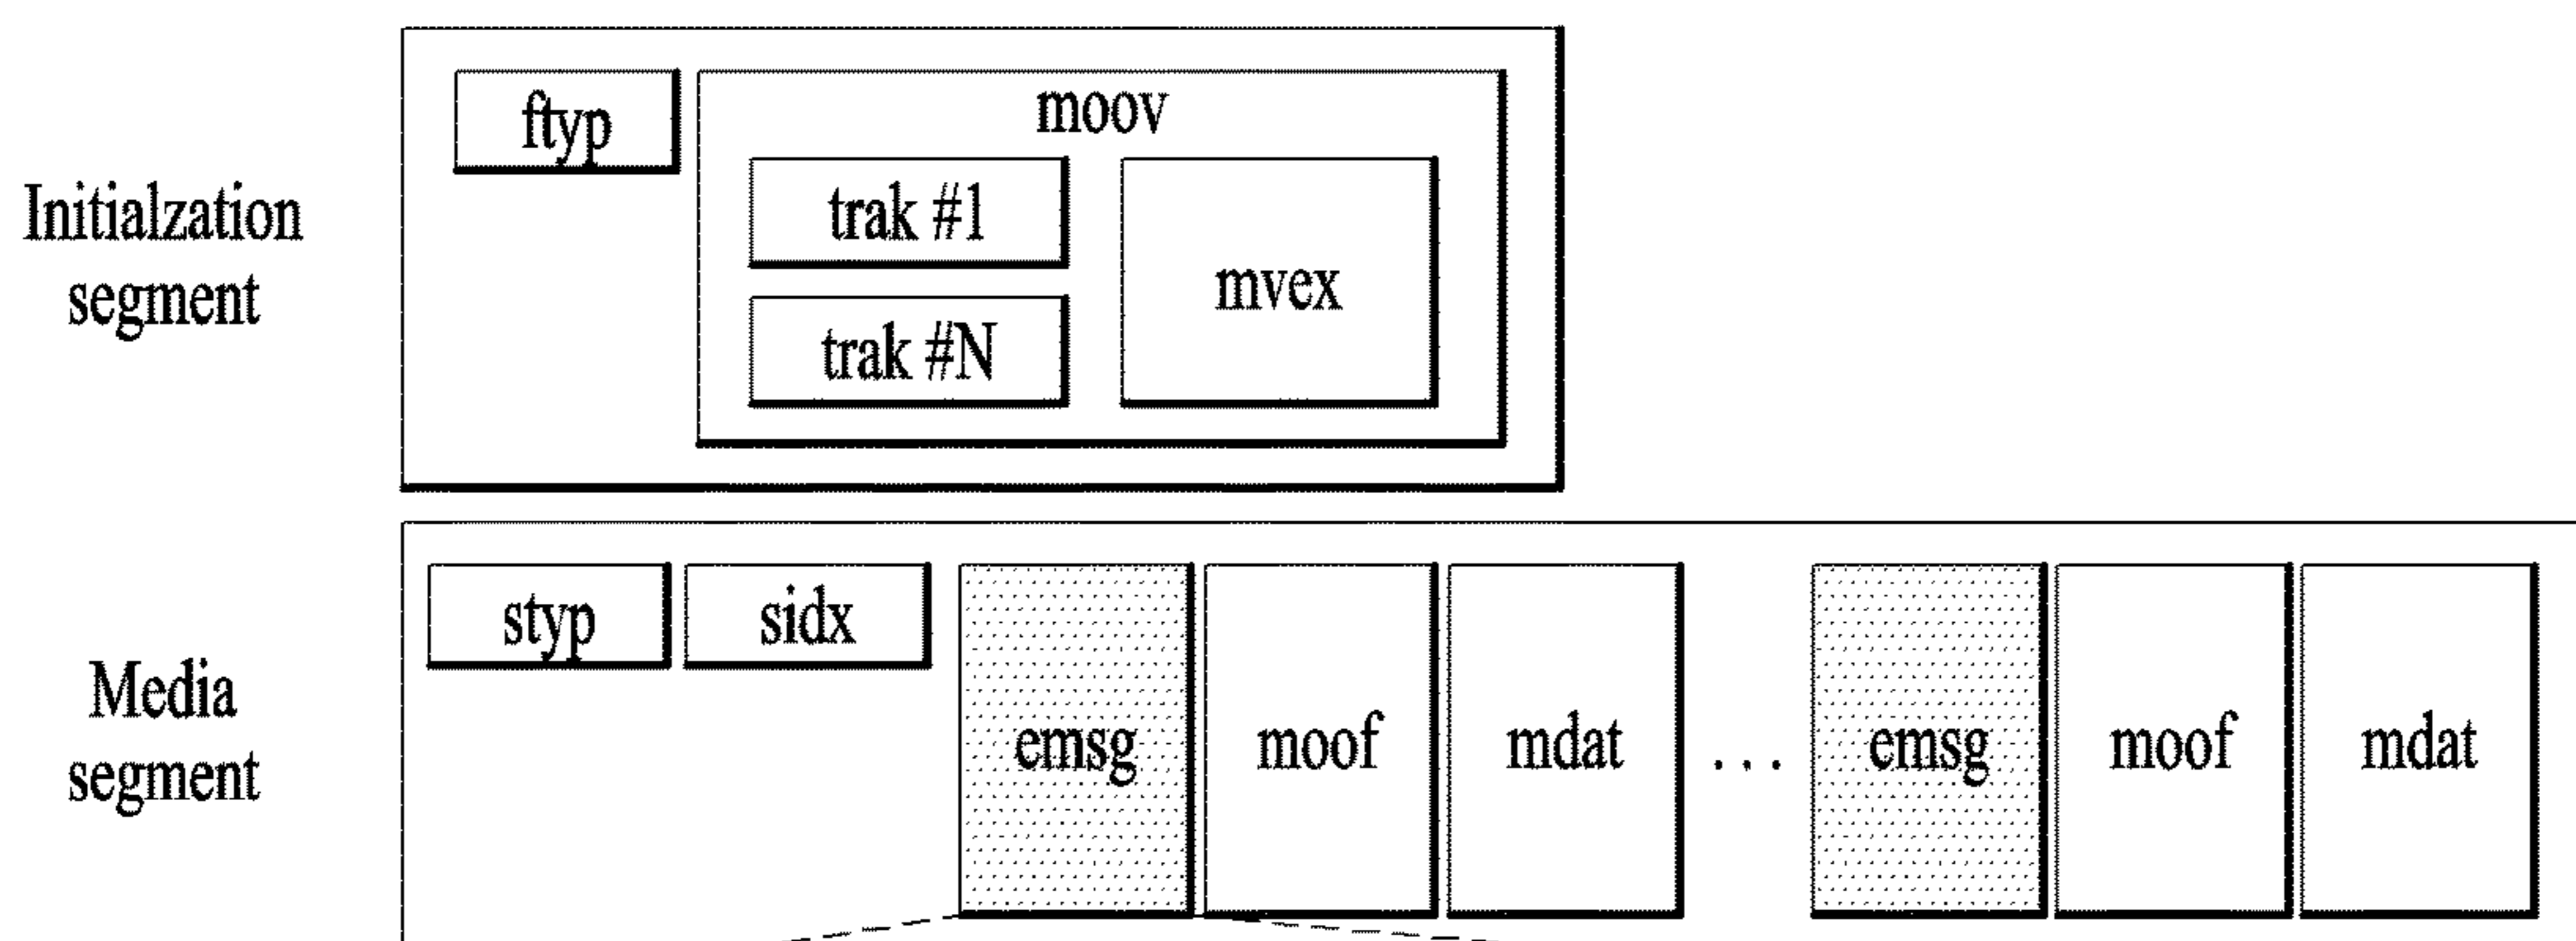 Initialzation
segment
ftyp
moov
trak #1
trak #N
mvex
Media
segment
styp
sidx
emsg
moof
mdat
...
emsg
moof
mdat